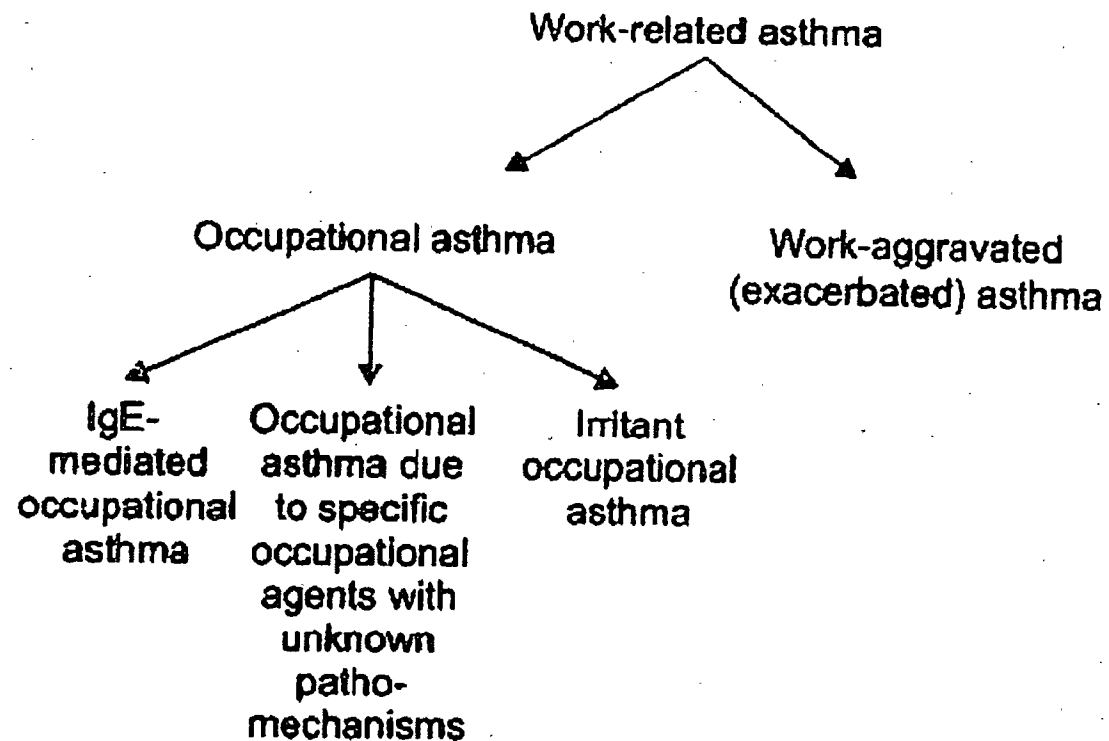 Work-related asthma
Occupational asthma
Work-aggravated
(exacerbated) asthma
IgE-
mediated
occupational
asthma
Occupational
asthma due
to specific
occupational
agents with
unknown
patho-
mechanisms
Irritant
occupational
asthma